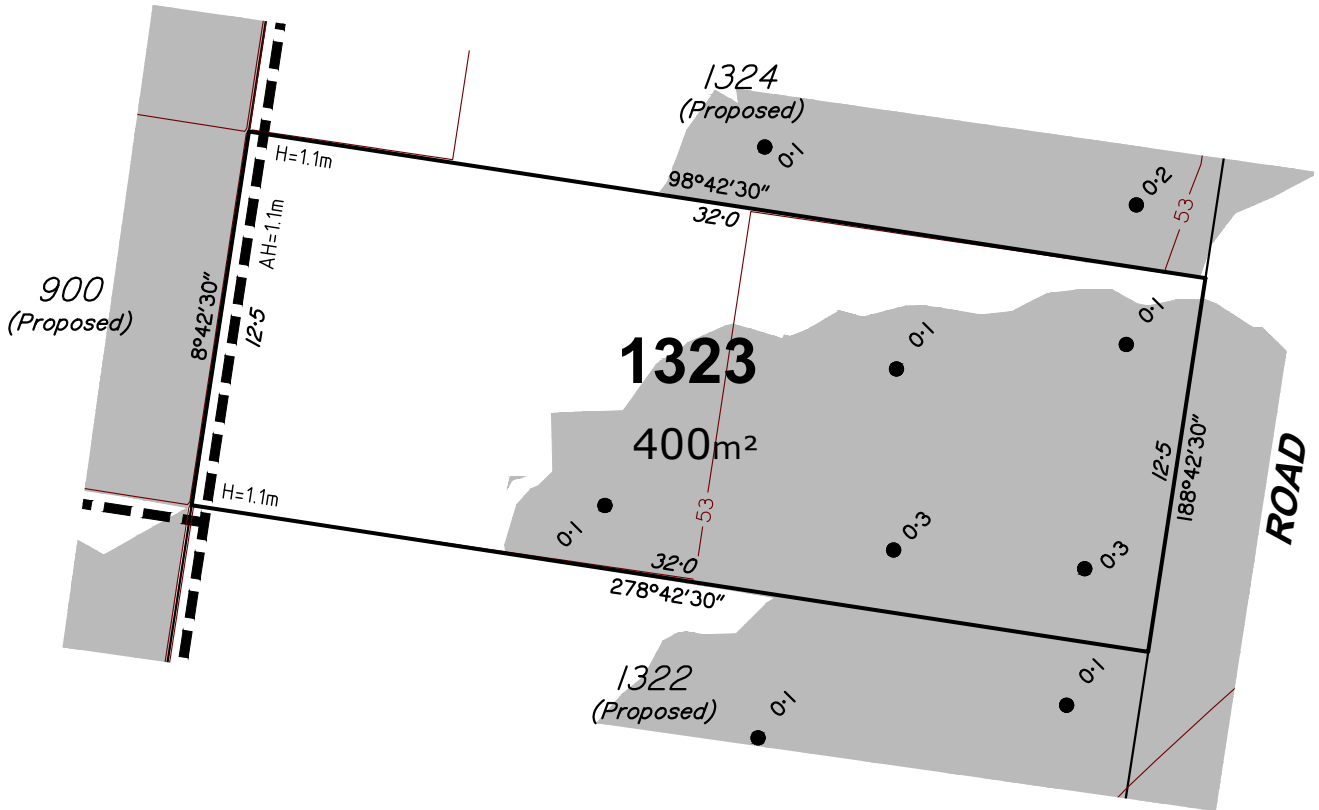 1324
(Proposed)
0·1
0·2
53
H=1.1m
98°42'30"
32·0
AH=1.1m
900
(Proposed)
8°42'30"
12·5
0·1
0·1
1323
400m²
12·5
188°42'30"
ROAD
H=1.1m
53
0·1
0·3
0·3
32·0
278°42'30"
1322
(Proposed)
0·1
0·1